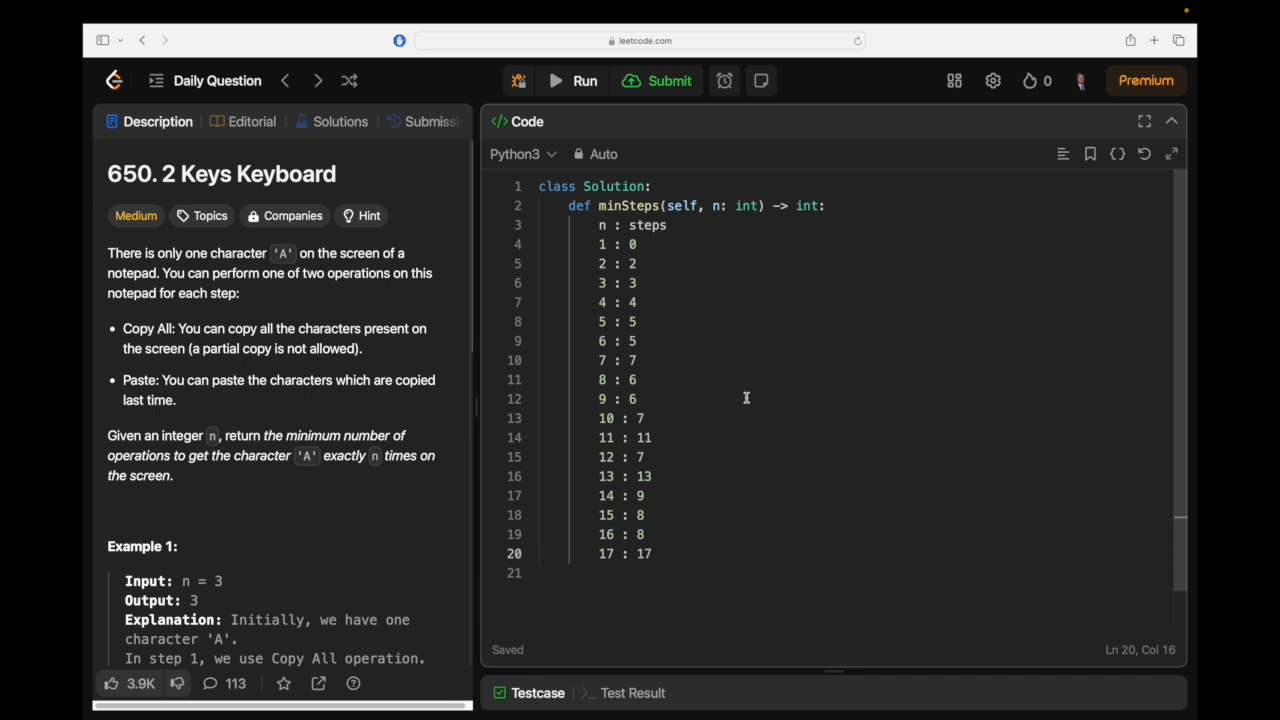 leetcode.com
Daily Question
Run
Submit
0
Premium
Description
Editorial
Solutions
Submissi
</> Code
Python3
Auto
650. 2 Keys Keyboard
Medium
Topics
Companies
Hint
There is only one character 'A' on the screen of a
notepad. You can perform one of two operations on this
notepad for each step:
• Copy All: You can copy all the characters present on
the screen (a partial copy is not allowed).
• Paste: You can paste the characters which are copied
last time.
Given an integer n, return the minimum number of
operations to get the character 'A' exactly n times on
the screen.
Example 1:
Input: n = 3
Output: 3
Explanation: Initially, we have one
character 'A'.
In step 1, we use Copy All operation.
3.9K
113
1 class Solution:
2 def minSteps(self, n: int) -> int:
3 n : steps
4 1 : 0
5 2 : 2
6 3 : 3
7 4 : 4
8 5 : 5
9 6 : 5
10 7 : 7
11 8 : 6
12 9 : 6
13 10 : 7
14 11 : 11
15 12 : 7
16 13 : 13
17 14 : 9
18 15 : 8
19 16 : 8
20 17 : 17
21
Saved
Ln 20, Col 16
Testcase
>_ Test Result